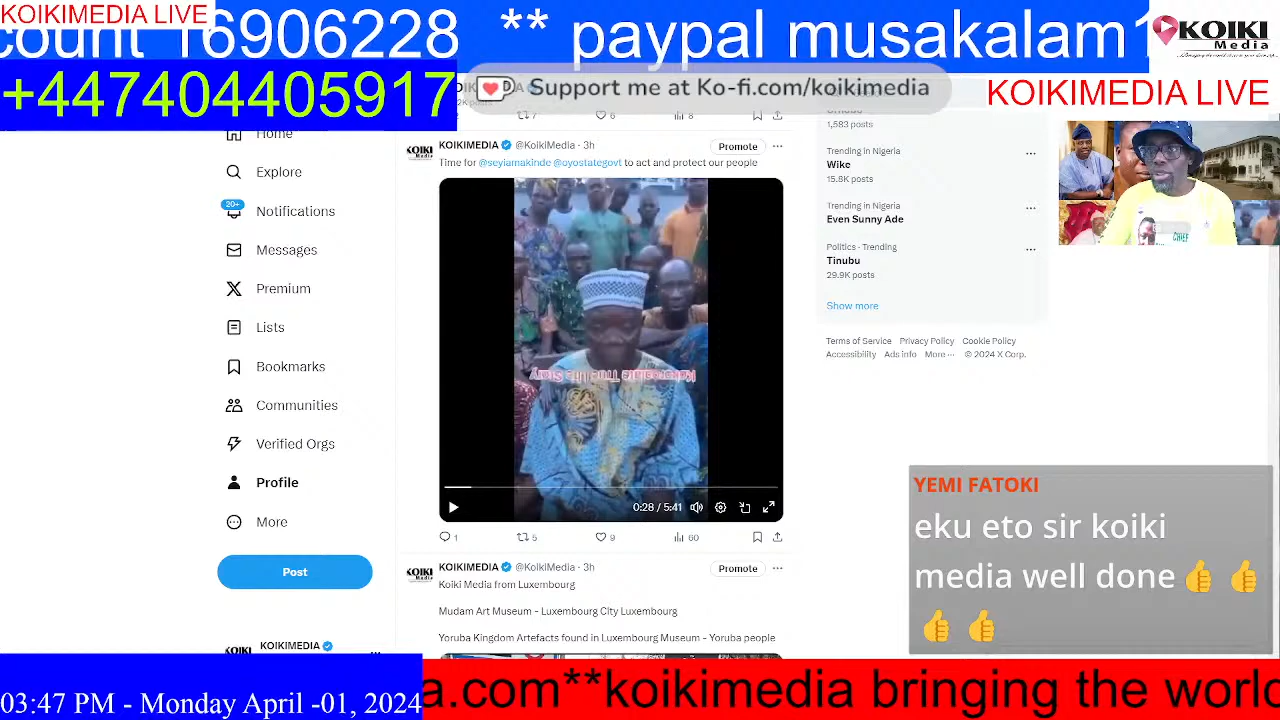 KOIKIMEDIA LIVE
count 16906228 ** paypal musakalam1
KOIKI
Media
+447404405917
Support me at Ko-fi.com/koikimedia
KOIKIMEDIA LIVE
7
6
8
Home
Explore
20+
Notifications
Messages
Premium
Lists
Bookmarks
Communities
Verified Orgs
Profile
More
Post
KOIKIMEDIA
KOIKIMEDIA @KoikiMedia · 3h
Promote
Time for @seyiamakinde @oyostategovt to act and protect our people
0:28 / 5:41
1
5
9
60
KOIKIMEDIA @KoikiMedia · 3h
Promote
Koiki Media from Luxembourg
Mudam Art Museum - Luxembourg City Luxembourg
Yoruba Kingdom Artefacts found in Luxembourg Museum - Yoruba people
1,583 posts
Trending in Nigeria
Wike
15.8K posts
Trending in Nigeria
Even Sunny Ade
Politics · Trending
Tinubu
29.9K posts
Show more
Terms of Service Privacy Policy Cookie Policy
Accessibility Ads info More ··· © 2024 X Corp.
CHIEF
YEMI FATOKI
eku eto sir koiki
media well done 👍 👍
👍 👍
03:47 PM - Monday April -01, 2024
a.com**koikimedia bringing the world